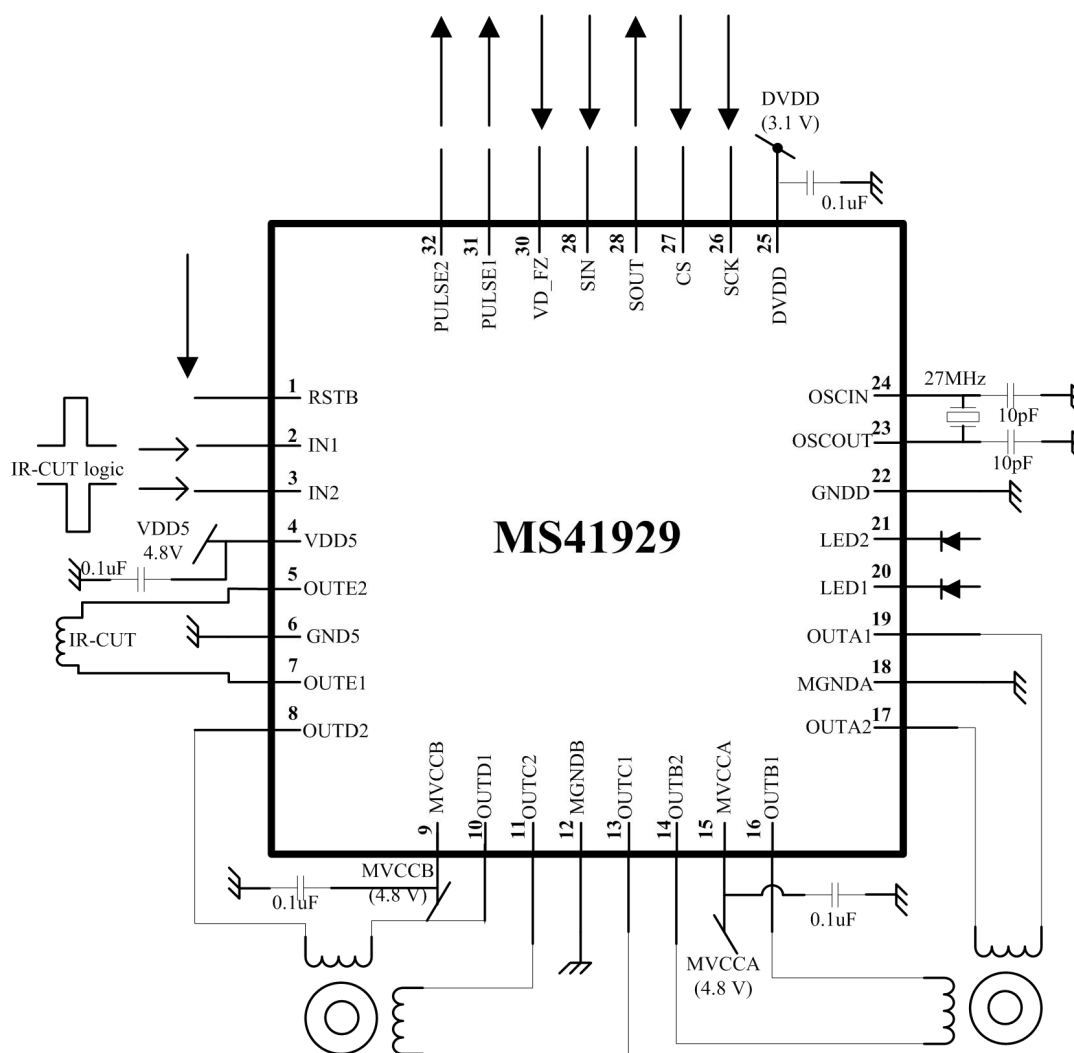 DVDD
(3.1 V)
0.1uF
32
31
30
28
28
27
26
25
PULSE2
PULSE1
VD_FZ
SIN
SOUT
CS
SCK
DVDD
1
RSTB
2
IN1
IR-CUT logic
3
IN2
4
VDD5
VDD5
4.8V
0.1uF
5
OUTE2
6
GND5
IR-CUT
7
OUTE1
8
OUTD2
MS41929
24
OSCIN
27MHz
10pF
23
OSCOUT
10pF
22
GNDD
21
LED2
20
LED1
19
OUTA1
18
MGNDA
17
OUTA2
MVCCB
OUTD1
OUTC2
MGNDB
OUTC1
OUTB2
MVCCA
OUTB1
9
10
11
12
13
14
15
16
MVCCB
(4.8 V)
0.1uF
0.1uF
MVCCA
(4.8 V)